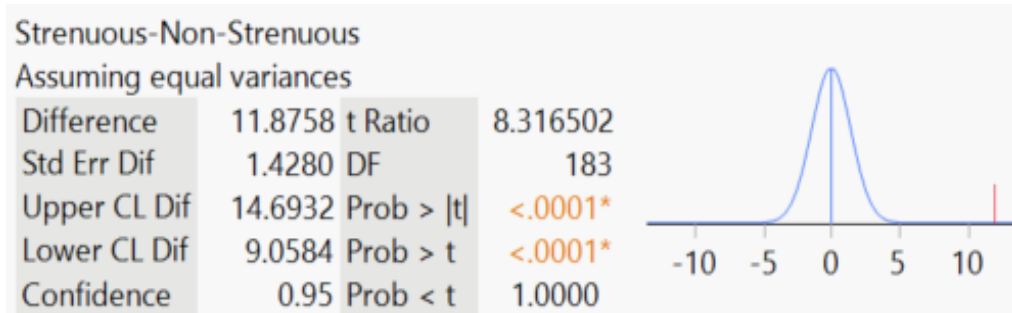 Strenuous-Non-Strenuous
Assuming equal variances
Difference 11.8758 t Ratio 8.316502
Std Err Dif 1.4280 DF 183
Upper CL Dif 14.6932 Prob > |t| <.0001*
Lower CL Dif 9.0584 Prob > t <.0001*
Confidence 0.95 Prob < t 1.0000
-10 -5 0 5 10